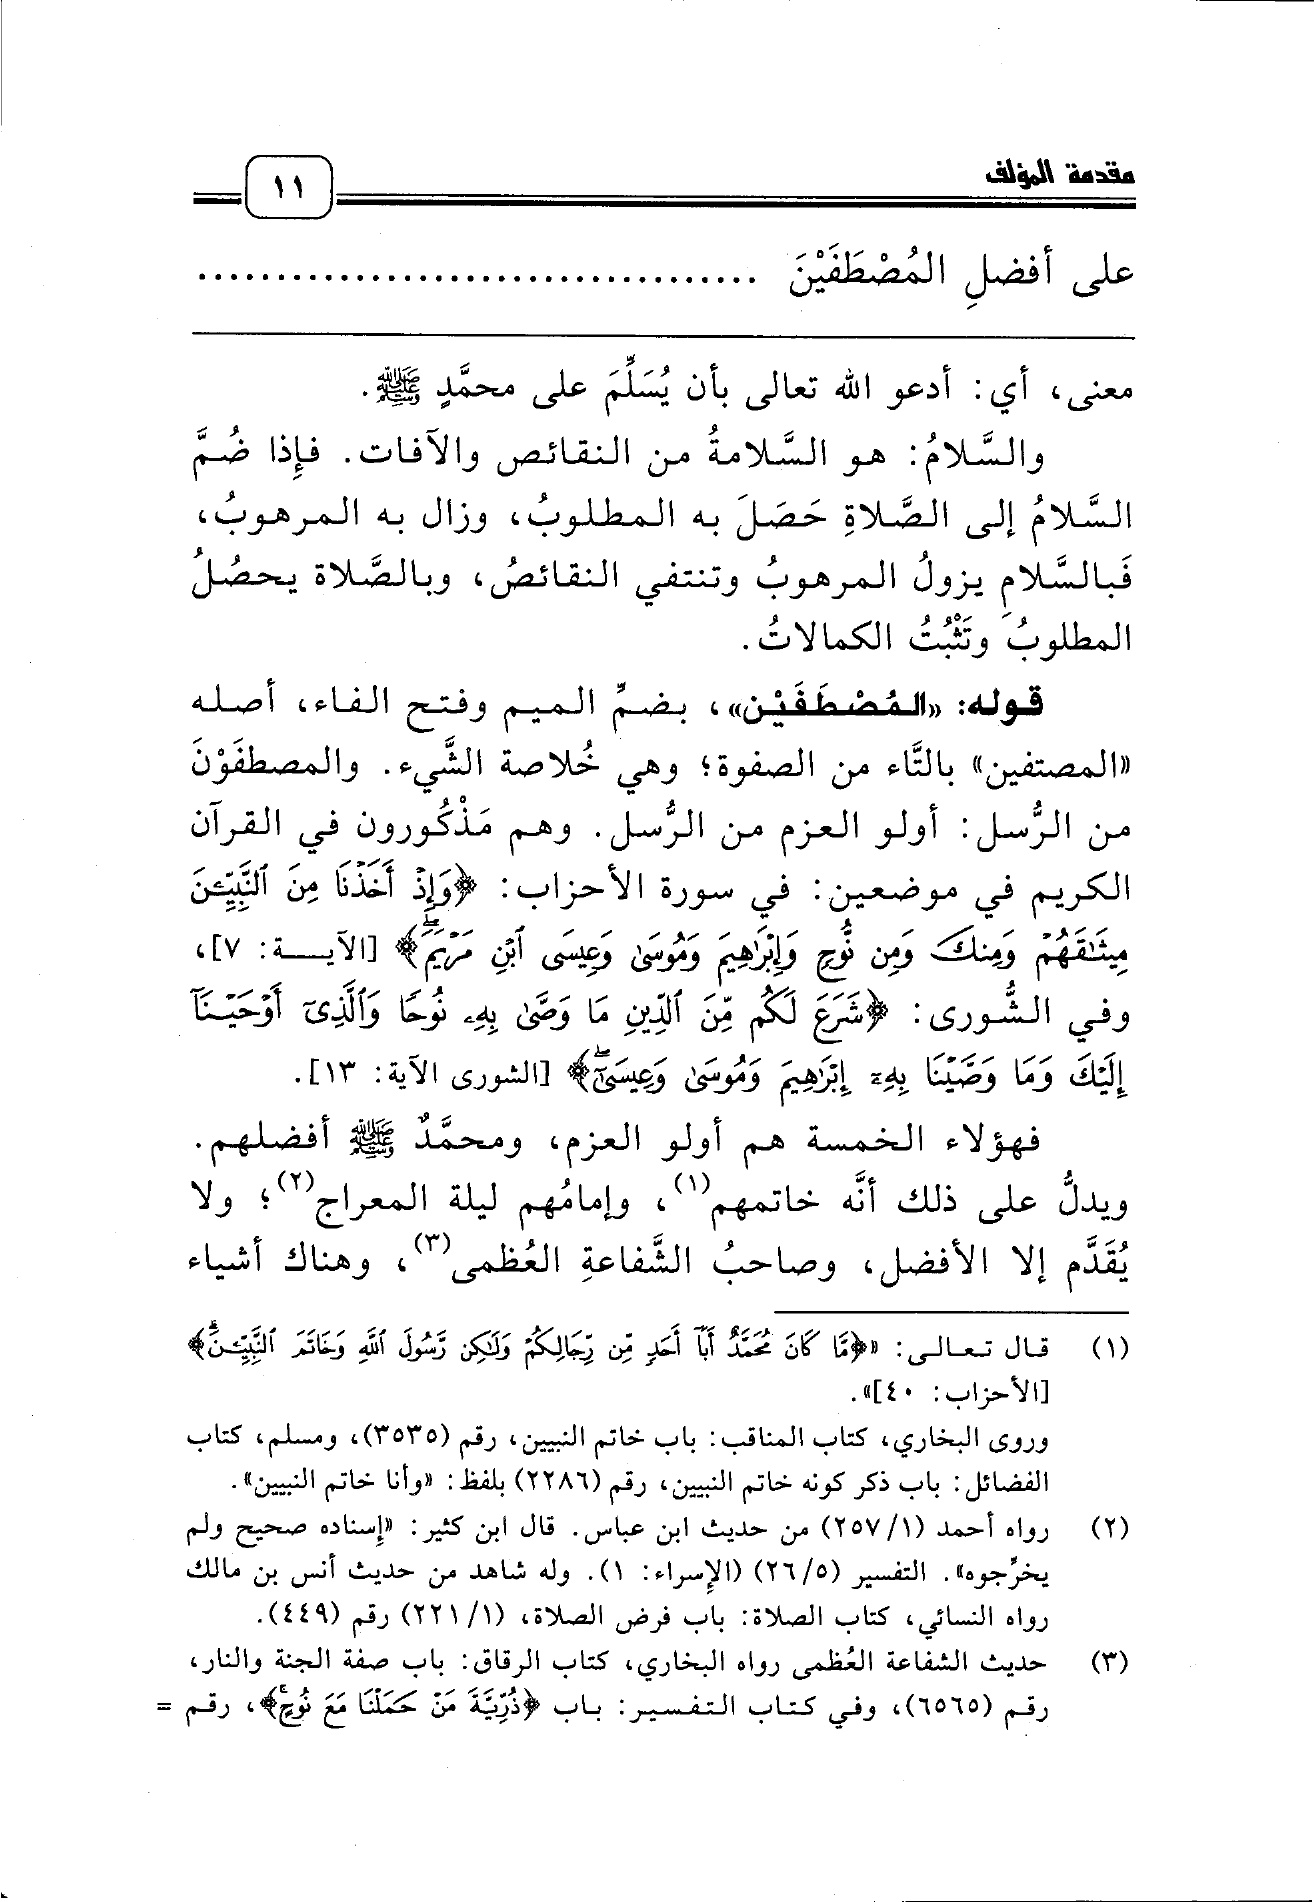 مقدمة المؤلف
١١
على أفضلِ المُصْطَفَيْنَ ....................................
معنى، أي: أدعو الله تعالى بأن يُسَلِّمَ على محمَّدٍ ﷺ.
والسَّلامُ: هو السَّلامةُ من النقائص والآفات. فإذا ضُمَّ
السَّلامُ إلى الصَّلاةِ حَصَلَ به المطلوبُ، وزال به المرهوبُ،
فَبالسَّلامِ يزولُ المرهوبُ وتنتفي النقائصُ، وبالصَّلاة يحصُلُ
المطلوبُ وتَثْبُتُ الكمالاتُ.
قوله: «المُصْطَفَيْن»، بضمِّ الميم وفتح الفاء، أصله
«المصتفين» بالتَّاء من الصفوة؛ وهي خُلاصة الشَّيء. والمصطفَوْنَ
من الرُّسل: أولو العزم من الرُّسل. وهم مَذْكُورون في القرآن
الكريم في موضعين: في سورة الأحزاب: ﴿وَإِذْ أَخَذْنَا مِنَ ٱلنَّبِيِّـۧنَ
مِيثَٰقَهُمْ وَمِنكَ وَمِن نُّوحٍ وَإِبْرَٰهِيمَ وَمُوسَىٰ وَعِيسَى ٱبْنِ مَرْيَمَۖ﴾ [الآيــة: ٧]،
وفي الشُّورى: ﴿شَرَعَ لَكُم مِّنَ ٱلدِّينِ مَا وَصَّىٰ بِهِۦ نُوحًا وَٱلَّذِىٓ أَوْحَيْنَآ
إِلَيْكَ وَمَا وَصَّيْنَا بِهِۦٓ إِبْرَٰهِيمَ وَمُوسَىٰ وَعِيسَىٰٓۖ﴾ [الشورى الآية: ١٣].
فهؤلاء الخمسة هم أولو العزم، ومحمَّدٌ ﷺ أفضلهم.
ويدلُّ على ذلك أنَّه خاتمهم(١)، وإمامُهم ليلة المعراج(٢)؛ ولا
يُقَدَّم إلا الأفضل، وصاحبُ الشَّفاعةِ العُظمى(٣)، وهناك أشياء
(١) قال تعالى: «﴿مَّا كَانَ مُحَمَّدٌ أَبَآ أَحَدٍ مِّن رِّجَالِكُمْ وَلَٰكِن رَّسُولَ ٱللَّهِ وَخَاتَمَ ٱلنَّبِيِّـۧنَۗ﴾
[الأحزاب: ٤٠]».
وروى البخاري، كتاب المناقب: باب خاتم النبيين، رقم (٣٥٣٥)، ومسلم، كتاب
الفضائل: باب ذكر كونه خاتم النبيين، رقم (٢٢٨٦) بلفظ: «وأنا خاتم النبيين».
(٢) رواه أحمد (١/ ٢٥٧) من حديث ابن عباس. قال ابن كثير: «إسناده صحيح ولم
يخرِّجوه». التفسير (٥/ ٢٦) (الإسراء: ١). وله شاهد من حديث أنس بن مالك
رواه النسائي، كتاب الصلاة: باب فرض الصلاة، (١/ ٢٢١) رقم (٤٤٩).
(٣) حديث الشفاعة العُظمى رواه البخاري، كتاب الرقاق: باب صفة الجنة والنار،
رقم (٦٥٦٥)، وفي كتاب التفسير: باب ﴿ذُرِّيَّةَ مَنْ حَمَلْنَا مَعَ نُوحٍۚ﴾، رقم =